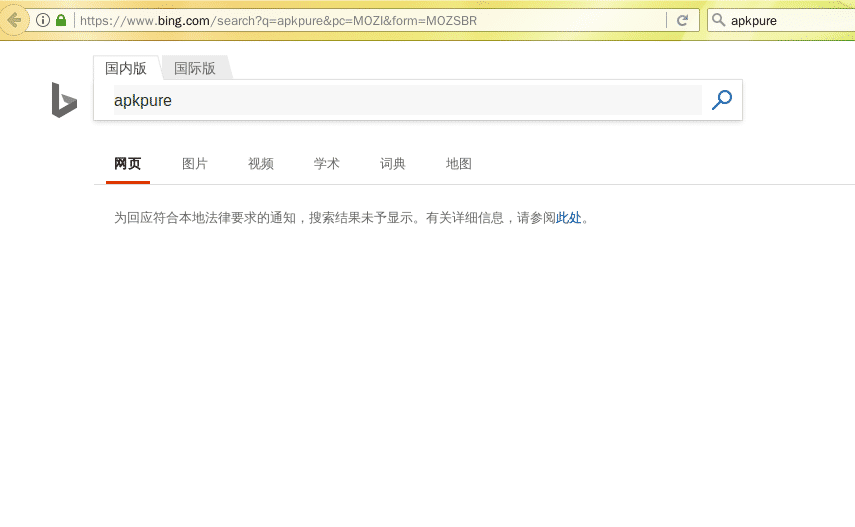 https://www.bing.com/search?q=apkpure&pc=MOZI&form=MOZSBR
apkpure
国内版 国际版
apkpure
网页 图片 视频 学术 词典 地图
为回应符合本地法律要求的通知，搜索结果未予显示。有关详细信息，请参阅此处。